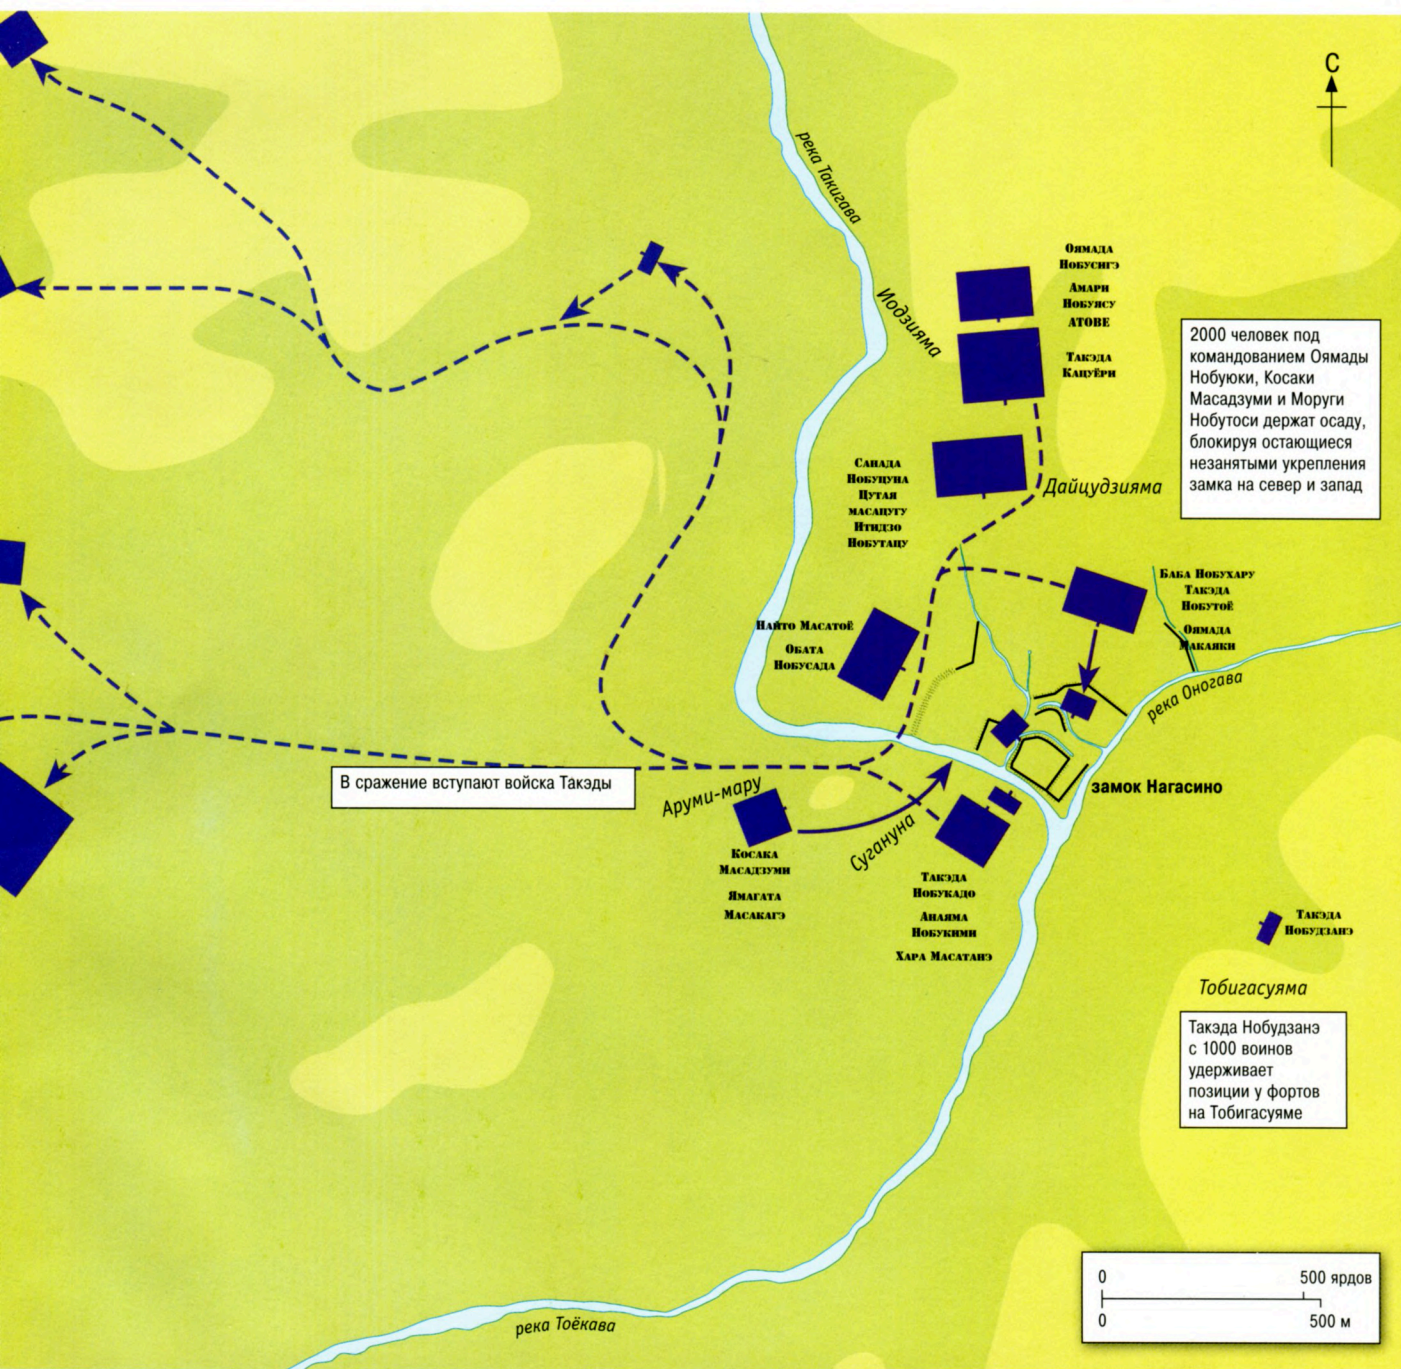 С
река Такигава
Иодзияма
Оямада
Нобусигэ
Амари
Нобуясу
АТОВЕ
Такэда
Кацуёри
2000 человек под
командованием Оямады
Нобуюки, Косаки
Масадзуми и Моруги
Нобутоси держат осаду,
блокируя остающиеся
незанятыми укрепления
замка на север и запад
Санада
Нобуцуна
Цутая
масацугу
Итидзо
Нобутацу
Дайцудзияма
Баба Нобухару
Такэда
Нобутоё
Оямада
Макаяки
Найто Масатоё
Обата
Нобусада
река Оногава
В сражение вступают войска Такэды
Аруми-мару
замок Нагасино
Сугануна
Косака
Масадзуми
Ямагата
Масакагэ
Такэда
Нобукадо
Анаяма
Нобукими
Хара Масатанэ
Такэда
Нобудзанэ
Тобигасуяма
Такэда Нобудзанэ
с 1000 воинов
удерживает
позиции у фортов
на Тобигасуяме
0 500 ярдов
0 500 м
река Тоёкава